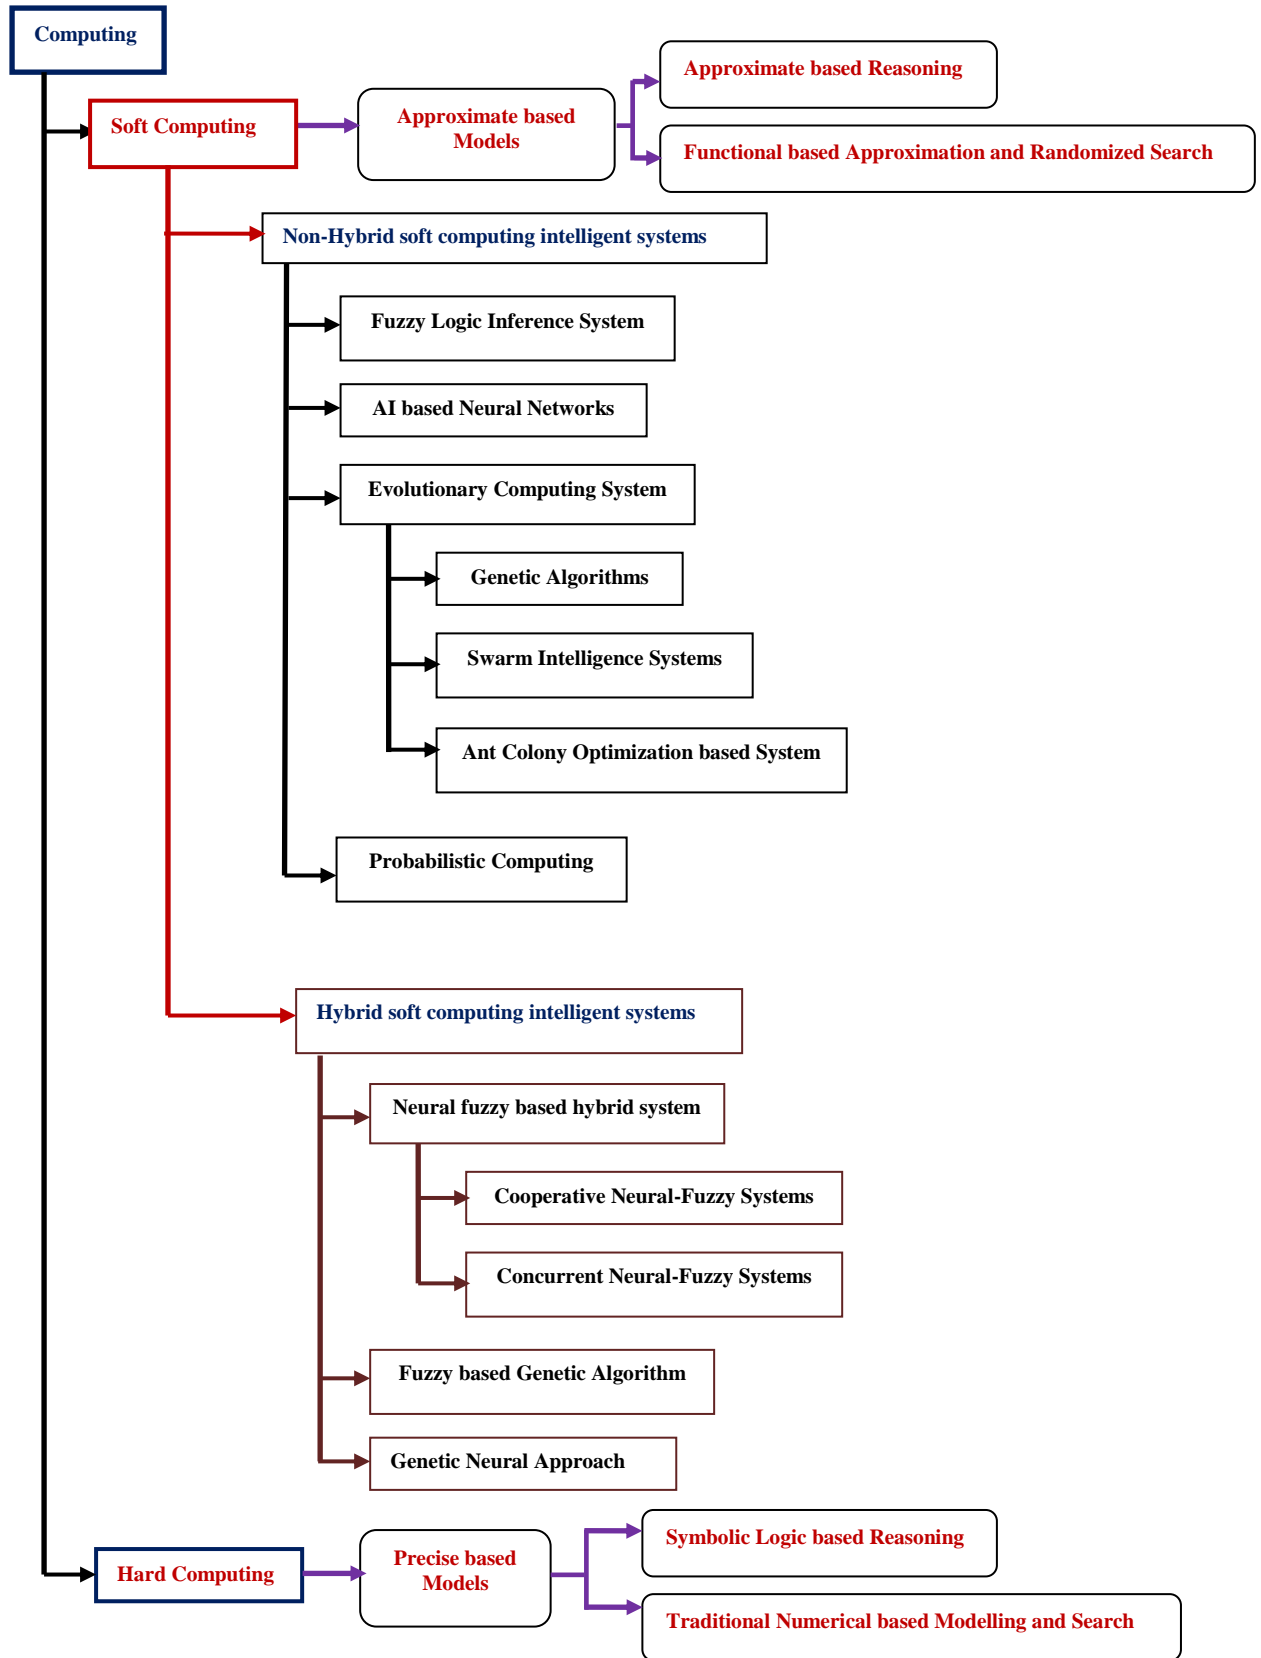 Computing
Approximate based Reasoning
Soft Computing
Approximate based
Models
Functional based Approximation and Randomized Search
Non-Hybrid soft computing intelligent systems
Fuzzy Logic Inference System
AI based Neural Networks
Evolutionary Computing System
Genetic Algorithms
Swarm Intelligence Systems
Ant Colony Optimization based System
Probabilistic Computing
Hybrid soft computing intelligent systems
Neural fuzzy based hybrid system
Cooperative Neural-Fuzzy Systems
Concurrent Neural-Fuzzy Systems
Fuzzy based Genetic Algorithm
Genetic Neural Approach
Hard Computing
Precise based
Models
Symbolic Logic based Reasoning
Traditional Numerical based Modelling and Search